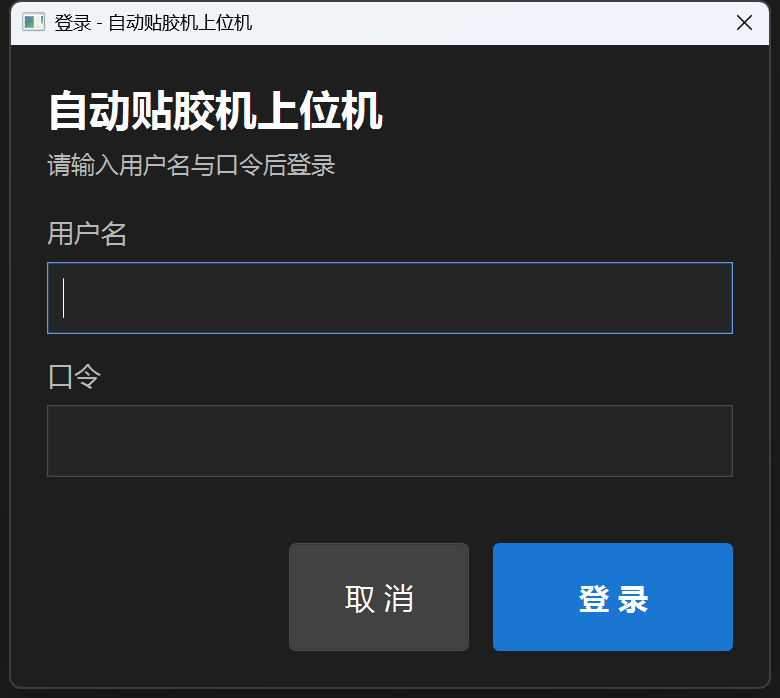 登录 - 自动贴胶机上位机
自动贴胶机上位机
请输入用户名与口令后登录
用户名
口令
取 消
登 录